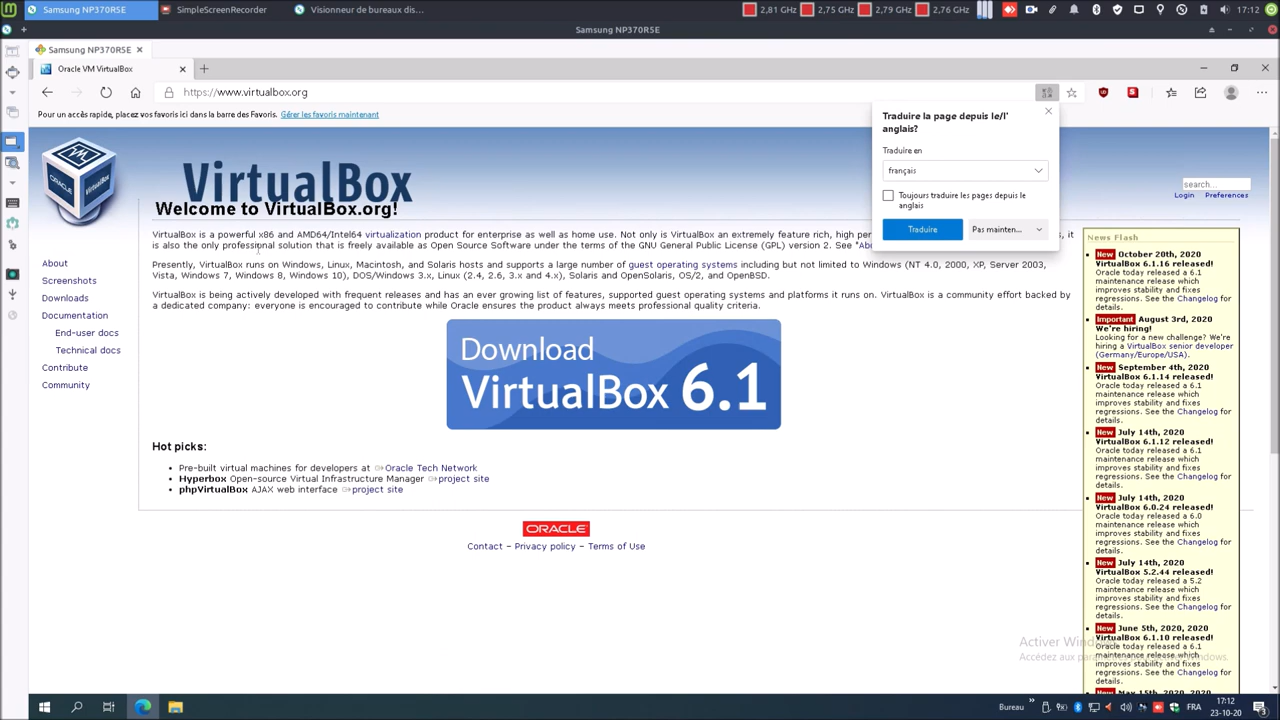 Samsung NP370R5E
SimpleScreenRecorder
Visionneur de bureaux dis...
2,81 GHz
2,75 GHz
2,79 GHz
2,76 GHz
17:12
Samsung NP370R5E
Samsung NP370R5E
Oracle VM VirtualBox
https://www.virtualbox.org
Pour un accès rapide, placez vos favoris ici dans la barre des Favoris. Gérer les favoris maintenant
Traduire la page depuis le/l'
anglais?
Traduire en
français
Toujours traduire les pages depuis le
anglais
Traduire
Pas mainten...
ORACLE
VirtualBox
VirtualBox
Welcome to VirtualBox.org!
search...
Login Preferences
VirtualBox is a powerful x86 and AMD64/Intel64 virtualization product for enterprise as well as home use. Not only is VirtualBox an extremely feature rich, high
it
is also the only professional solution that is freely available as Open Source Software under the terms of the GNU General Public License (GPL) version 2. See
Presently, VirtualBox runs on Windows, Linux, Macintosh, and Solaris hosts and supports a large number of guest operating systems including but not limited to Windows (NT 4.0, 2000, XP, Server 2003,
Vista, Windows 7, Windows 8, Windows 10), DOS/Windows 3.x, Linux (2.4, 2.6, 3.x and 4.x), Solaris and OpenSolaris, OS/2, and OpenBSD.
VirtualBox is being actively developed with frequent releases and has an ever growing list of features, supported guest operating systems and platforms it runs on. VirtualBox is a community effort backed by
a dedicated company: everyone is encouraged to contribute while Oracle ensures the product always meets professional quality criteria.
About
Screenshots
Downloads
Documentation
End-user docs
Technical docs
Contribute
Community
Download
VirtualBox 6.1
Hot picks:
Pre-built virtual machines for developers at Oracle Tech Network
Hyperbox Open-source Virtual Infrastructure Manager project site
phpVirtualBox AJAX web interface project site
ORACLE
Contact – Privacy policy – Terms of Use
News Flash
New October 20th, 2020
VirtualBox 6.1.16 released!
Oracle today released a 6.1
maintenance release which
improves stability and fixes
regressions. See the Changelog for
details.
Important August 3rd, 2020
We're hiring!
Looking for a new challenge? We're
hiring a VirtualBox senior developer
(Germany/Europe/USA).
New September 4th, 2020
VirtualBox 6.1.14 released!
Oracle today released a 6.1
maintenance release which
improves stability and fixes
regressions. See the Changelog for
details.
New July 14th, 2020
VirtualBox 6.1.12 released!
Oracle today released a 6.1
maintenance release which
improves stability and fixes
regressions. See the Changelog for
details.
New July 14th, 2020
VirtualBox 6.0.24 released!
Oracle today released a 6.0
maintenance release which
improves stability and fixes
regressions. See the Changelog for
details.
New July 14th, 2020
VirtualBox 5.2.44 released!
Oracle today released a 5.2
maintenance release which
improves stability and fixes
regressions. See the Changelog for
details.
New June 5th, 2020, 2020
VirtualBox 6.1.10 released!
Oracle today released a 6.1
maintenance release which
improves stability and fixes
regressions. See the Changelog for
details.
New May 15th, 2020, 2020
Bureau
FRA
17:12
23-10-20
3